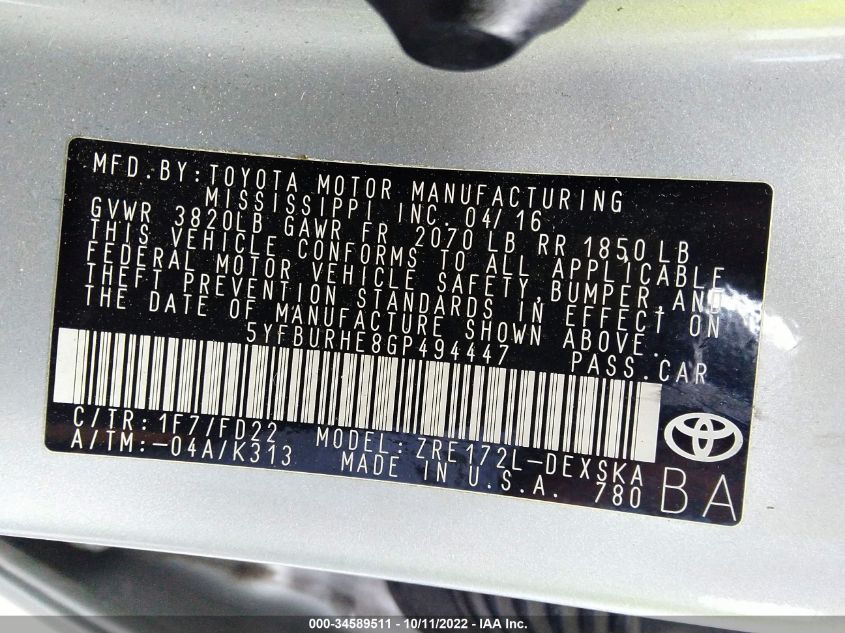 MFD. BY: TOYOTA MOTOR MANUFACTURING
MISSISSIPPI INC. 04/16
GVWR 3820LB GAWR FR 2070 LB RR 1850 LB
THIS VEHICLE CONFORMS TO ALL APPLICABLE
FEDERAL MOTOR VEHICLE SAFETY, BUMPER, AND
THEFT PREVENTION STANDARDS IN EFFECT ON
THE DATE OF MANUFACTURE SHOWN ABOVE.
5YFBURHE8GP494447 PASS.CAR
C/TR: 1F7/FD22 MODEL: ZRE172L-DEXSKA
A/TM: -04A/K313 MADE IN U.S.A. 780
BA
000-34589511 - 10/11/2022 - IAA Inc.